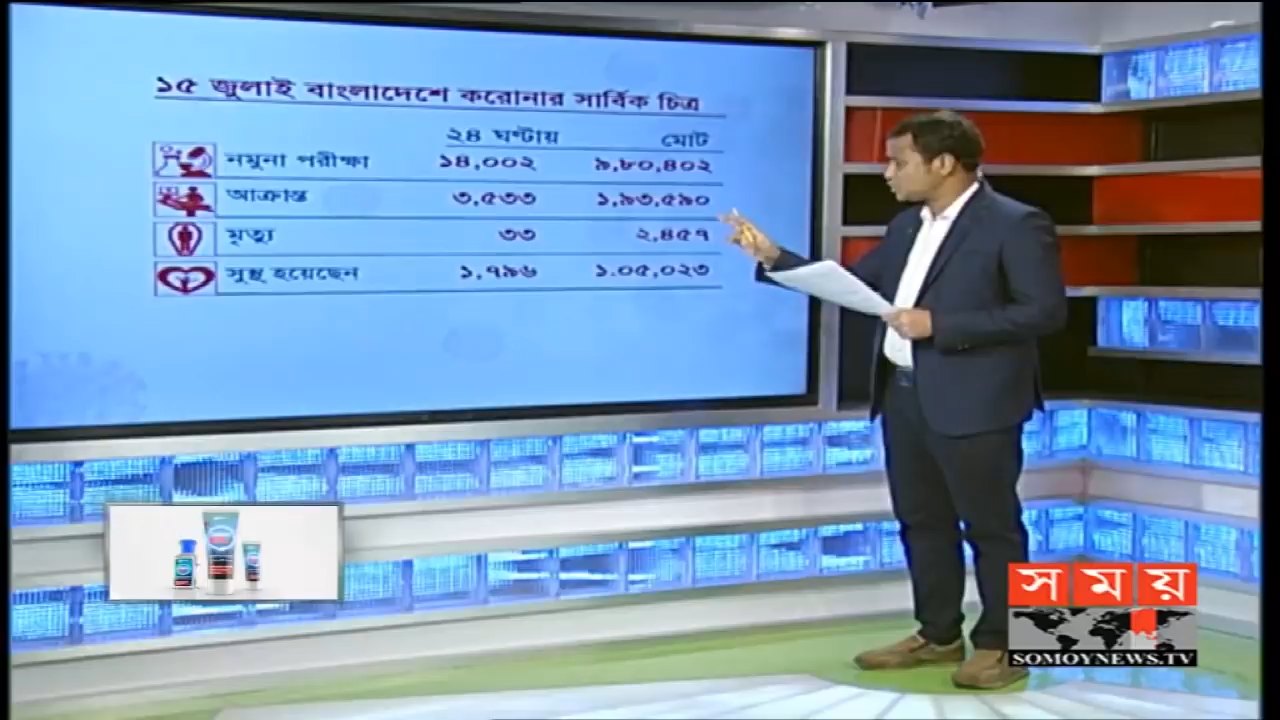 ১৫ জুলাই বাংলাদেশে করোনার সার্বিক চিত্র
২৪ ঘণ্টায় মোট
নমুনা পরীক্ষা ১৪,০০২ ৯,৮০,৪০২
আক্রান্ত ৩,৫৩৩ ১,৯৩,৫৯০
মৃত্যু ৩৩ ২,৪৫৭
সুস্থ হয়েছেন ১,৭৯৬ ১.০৫,০২৩
সময়
SOMOYNEWS.TV